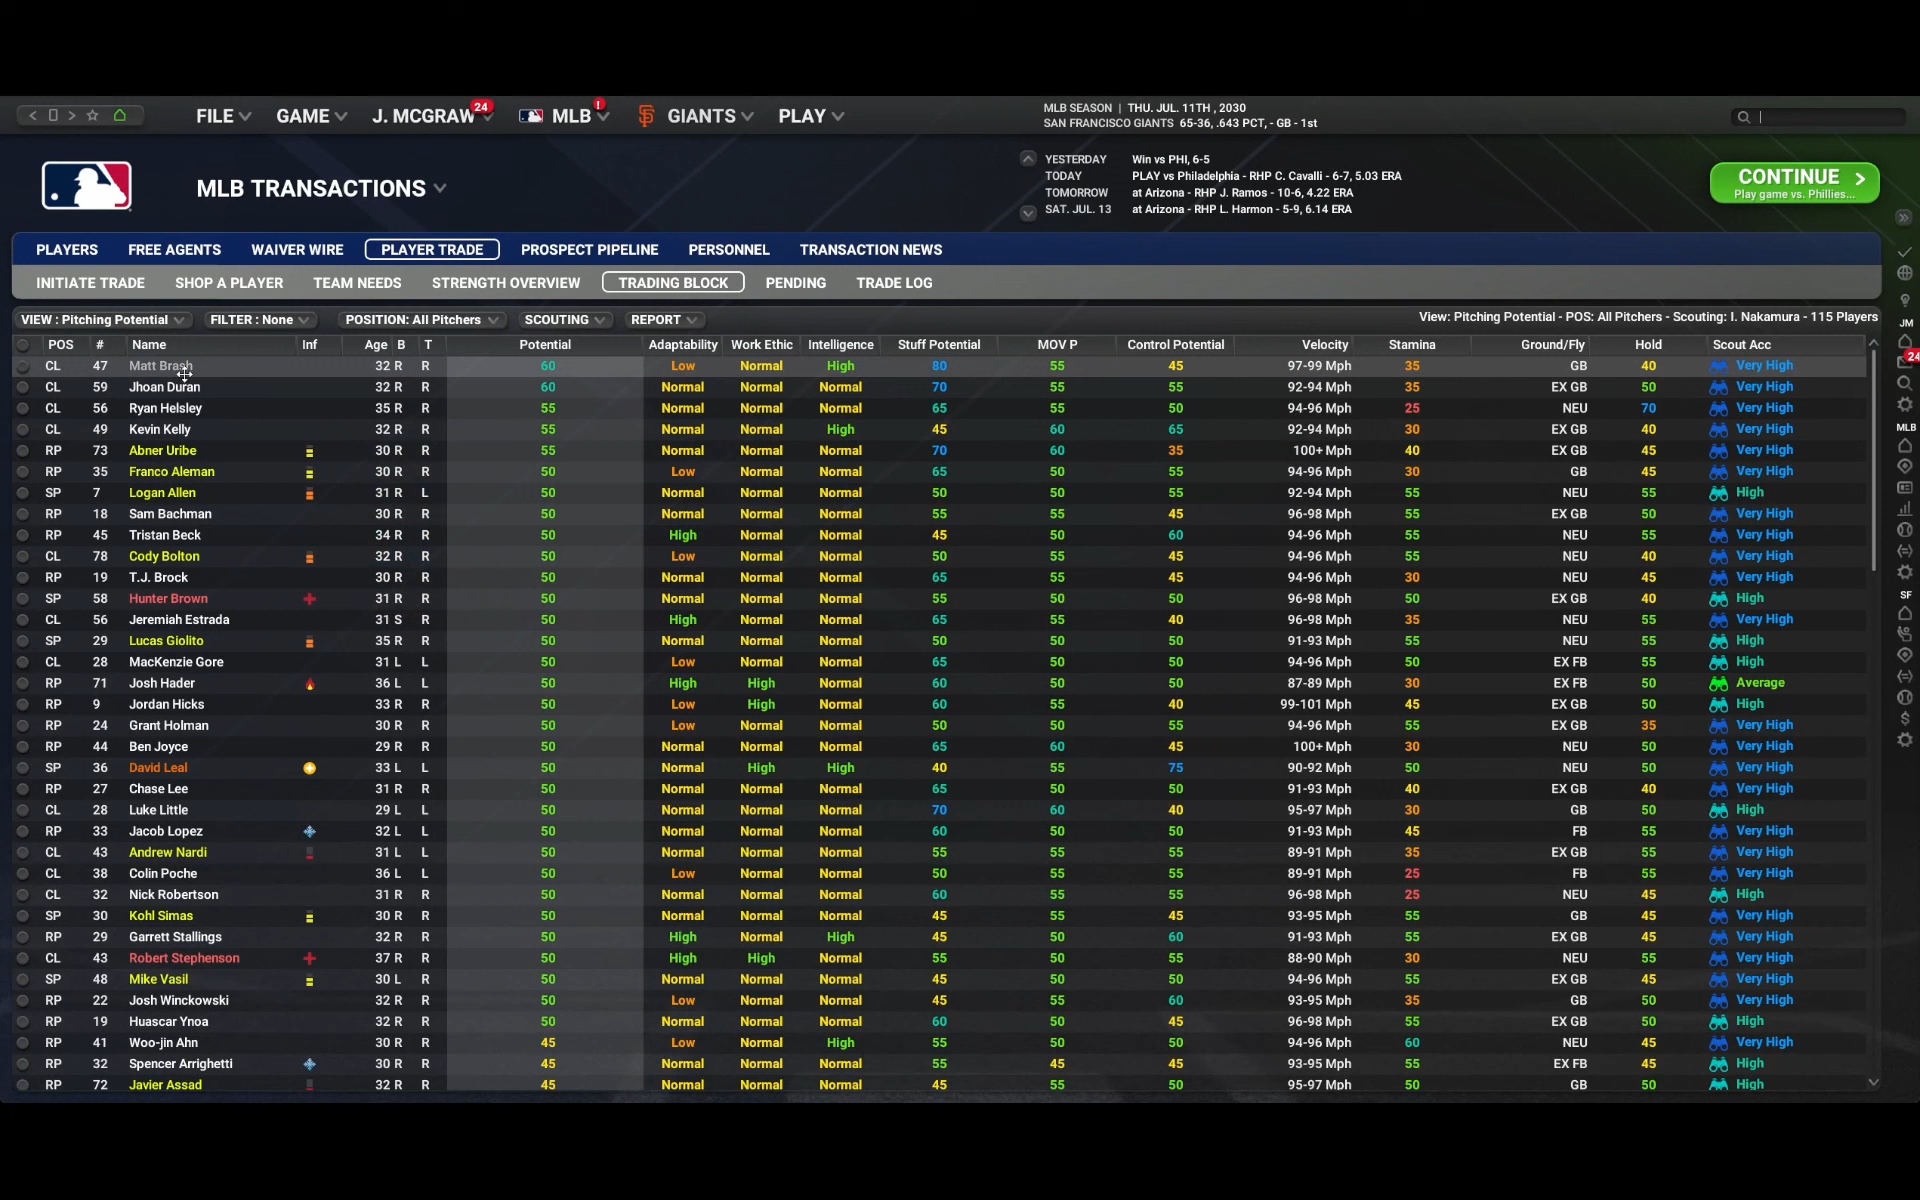 FILE GAME J. MCGRAW 24 MLB ! GIANTS PLAY
MLB SEASON | THU. JUL. 11TH , 2030
SAN FRANCISCO GIANTS 65-36, .643 PCT, - GB - 1st
MLB TRANSACTIONS
YESTERDAY Win vs PHI, 6-5
TODAY PLAY vs Philadelphia - RHP C. Cavalli - 6-7, 5.03 ERA
TOMORROW at Arizona - RHP J. Ramos - 10-6, 4.22 ERA
SAT. JUL. 13 at Arizona - RHP L. Harmon - 5-9, 6.14 ERA
CONTINUE
Play game vs. Phillies...
PLAYERS FREE AGENTS WAIVER WIRE PLAYER TRADE PROSPECT PIPELINE PERSONNEL TRANSACTION NEWS
INITIATE TRADE SHOP A PLAYER TEAM NEEDS STRENGTH OVERVIEW TRADING BLOCK PENDING TRADE LOG
VIEW : Pitching Potential FILTER : None POSITION: All Pitchers SCOUTING REPORT View: Pitching Potential - POS: All Pitchers - Scouting: I. Nakamura - 115 Players
POS # Name Inf Age B T Potential Adaptability Work Ethic Intelligence Stuff Potential MOV P Control Potential Velocity Stamina Ground/Fly Hold Scout Acc
CL 47 Matt Brash 32 R R 60 Low Normal High 80 55 45 97-99 Mph 35 GB 40 Very High
CL 59 Jhoan Duran 32 R R 60 Normal Normal Normal 70 55 55 92-94 Mph 35 EX GB 50 Very High
CL 56 Ryan Helsley 35 R R 55 Normal Normal Normal 65 55 50 94-96 Mph 25 NEU 70 Very High
CL 49 Kevin Kelly 32 R R 55 Normal Normal High 45 60 65 92-94 Mph 30 EX GB 40 Very High
RP 73 Abner Uribe 30 R R 55 Normal Normal Normal 70 60 35 100+ Mph 40 EX GB 45 Very High
RP 35 Franco Aleman 30 R R 50 Low Normal Normal 65 50 55 94-96 Mph 30 GB 45 Very High
SP 7 Logan Allen 31 R L 50 Normal Normal Normal 50 50 55 92-94 Mph 55 NEU 55 High
RP 18 Sam Bachman 30 R R 50 Normal Normal Normal 55 55 45 96-98 Mph 55 EX GB 50 Very High
RP 45 Tristan Beck 34 R R 50 High Normal Normal 45 50 60 94-96 Mph 55 NEU 55 Very High
CL 78 Cody Bolton 32 R R 50 Low Normal Normal 50 55 45 94-96 Mph 55 NEU 40 Very High
RP 19 T.J. Brock 30 R R 50 Normal Normal Normal 65 55 45 94-96 Mph 30 NEU 45 Very High
SP 58 Hunter Brown 31 R R 50 Normal Normal Normal 55 50 50 96-98 Mph 50 EX GB 40 High
CL 56 Jeremiah Estrada 31 S R 50 High Normal Normal 65 55 40 96-98 Mph 35 NEU 55 Very High
SP 29 Lucas Giolito 35 R R 50 Normal Normal Normal 50 50 50 91-93 Mph 55 NEU 55 High
CL 28 MacKenzie Gore 31 L L 50 Low Normal Normal 65 50 50 94-96 Mph 50 EX FB 55 High
RP 71 Josh Hader 36 L L 50 High High Normal 60 50 50 87-89 Mph 30 EX FB 50 Average
RP 9 Jordan Hicks 33 R R 50 Low High Normal 60 55 40 99-101 Mph 45 EX GB 50 High
RP 24 Grant Holman 30 R R 50 Low Normal Normal 50 50 55 94-96 Mph 55 EX GB 35 Very High
RP 44 Ben Joyce 29 R R 50 Normal Normal Normal 65 60 45 100+ Mph 30 NEU 50 Very High
SP 36 David Leal 33 L L 50 Normal High High 40 55 75 90-92 Mph 50 NEU 50 Very High
RP 27 Chase Lee 31 R R 50 Normal Normal Normal 65 50 50 91-93 Mph 40 EX GB 40 Very High
CL 28 Luke Little 29 L L 50 Normal Normal Normal 70 60 40 95-97 Mph 30 GB 50 High
RP 33 Jacob Lopez 32 L L 50 Normal Normal Normal 60 50 50 91-93 Mph 45 FB 55 Very High
CL 43 Andrew Nardi 31 L L 50 Normal Normal Normal 55 55 55 89-91 Mph 35 EX GB 55 Very High
CL 38 Colin Poche 36 L L 50 Low Normal Normal 50 55 55 89-91 Mph 25 FB 55 Very High
CL 32 Nick Robertson 31 R R 50 Normal Normal Normal 60 55 50 96-98 Mph 25 NEU 45 High
SP 30 Kohl Simas 30 R R 50 Normal Normal Normal 45 55 45 93-95 Mph 55 GB 45 Very High
RP 29 Garrett Stallings 32 R R 50 High Normal High 45 50 60 91-93 Mph 55 EX GB 45 Very High
CL 43 Robert Stephenson 37 R R 50 High High Normal 55 50 55 88-90 Mph 30 NEU 55 Very High
SP 48 Mike Vasil 30 L R 50 Normal Normal Normal 45 50 50 94-96 Mph 55 EX GB 45 Very High
RP 22 Josh Winckowski 32 R R 50 Low Normal Normal 45 55 60 93-95 Mph 35 GB 50 Very High
RP 19 Huascar Ynoa 32 R R 50 Normal Normal Normal 60 50 45 96-98 Mph 55 EX GB 50 High
RP 41 Woo-jin Ahn 30 R R 45 Low Normal High 55 50 50 94-96 Mph 60 NEU 45 Very High
RP 32 Spencer Arrighetti 30 R R 45 Normal Normal Normal 55 45 45 93-95 Mph 55 EX FB 45 High
RP 72 Javier Assad 32 R R 45 Normal Normal Normal 45 55 50 95-97 Mph 50 GB 50 High
JM
24
MLB
SF